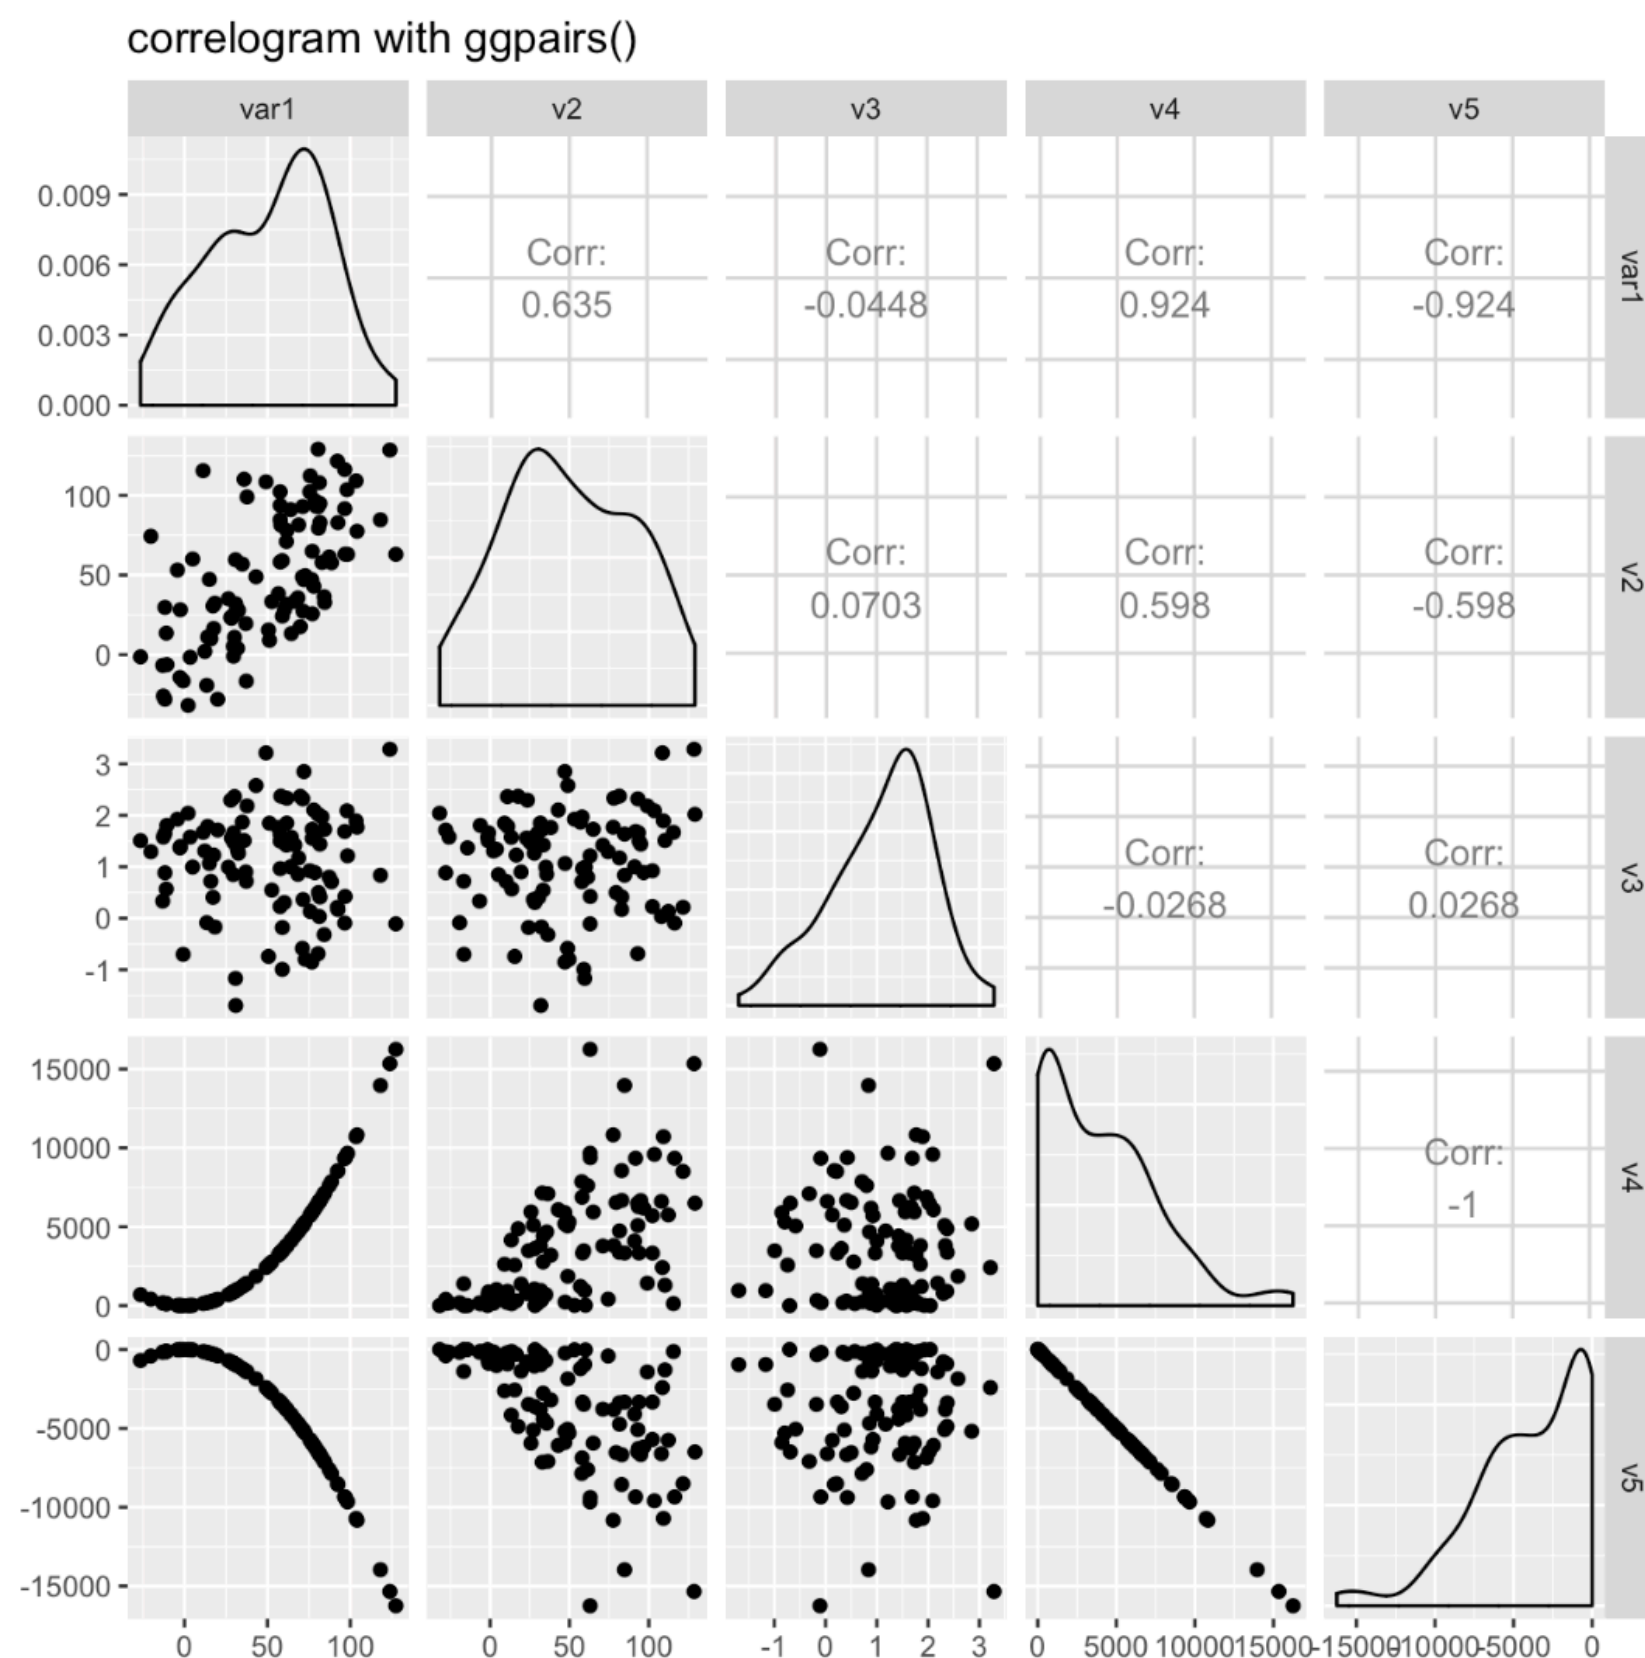 correlogram with ggpairs()
var1 v2 v3 v4 v5
0.009
0.006
0.003
0.000
Corr:
0.635
Corr:
-0.0448
Corr:
0.924
Corr:
-0.924
var1
100
50
0
Corr:
0.0703
Corr:
0.598
Corr:
-0.598
v2
3
2
1
0
-1
Corr:
-0.0268
Corr:
0.0268
v3
15000
10000
5000
0
Corr:
-1
v4
0
-5000
-10000
-15000
v5
0 50 100
0 50 100
-1 0 1 2 3
0 5000 10000 15000
-15000 -10000 -5000 0